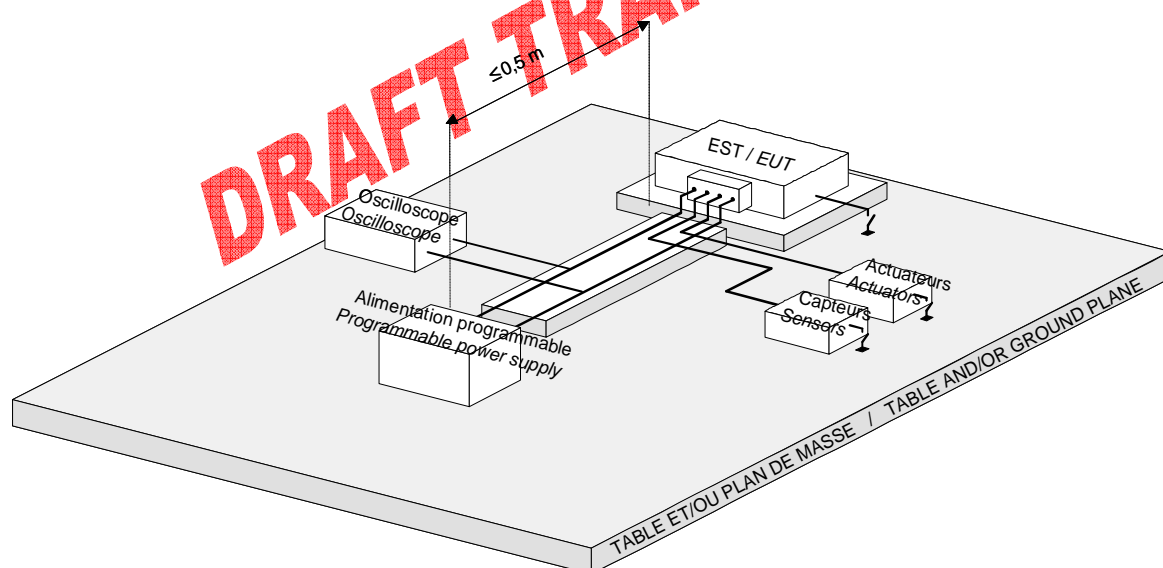 DRAFT
≤0,5 m
EST / EUT
Oscilloscope
Oscilloscope
Actuateurs
Actuators
Capteurs
Sensors
Alimentation programmable
Programmable power supply
TABLE ET/OU PLAN DE MASSE / TABLE AND/OR GROUND PLANE